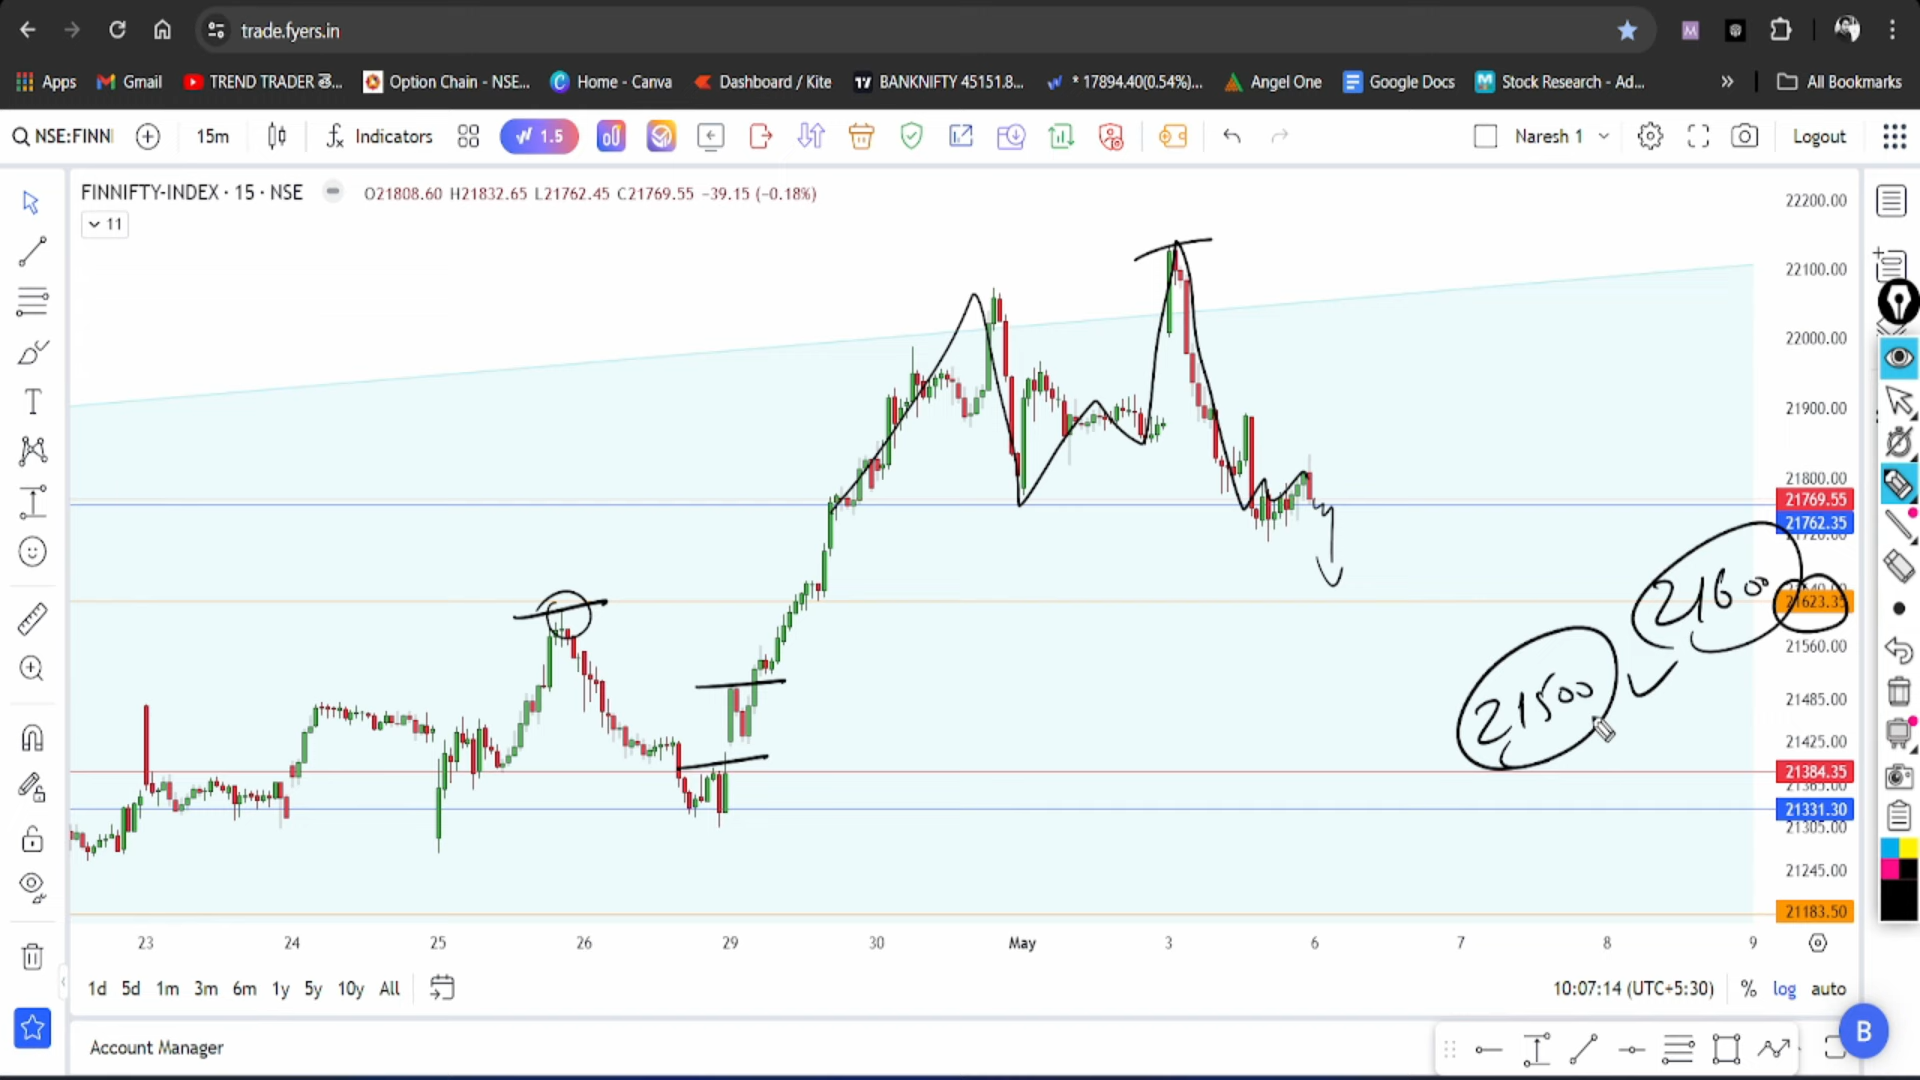 trade.fyers.in
Apps Gmail TREND TRADER తె... Option Chain - NSE... Home - Canva Dashboard / Kite BANKNIFTY 45151.8... * 17894.40(0.54%)... Angel One Google Docs Stock Research - Ad... » All Bookmarks
NSE:FINNI 15m Indicators 1.5 Naresh 1 Logout
FINNIFTY-INDEX · 15 · NSE O21808.60 H21832.65 L21762.45 C21769.55 −39.15 (−0.18%)
11
22200.00
22100.00
22000.00
21900.00
21800.00
21769.55
21762.35
21720.00
21600
21623.35
21560.00
21500
21485.00
21425.00
21384.35
21365.00
21331.30
21305.00
21245.00
21183.50
23 24 25 26 29 30 May 3 6 7 8 9
1d 5d 1m 3m 6m 1y 5y 10y All 10:07:14 (UTC+5:30) % log auto
B
Account Manager